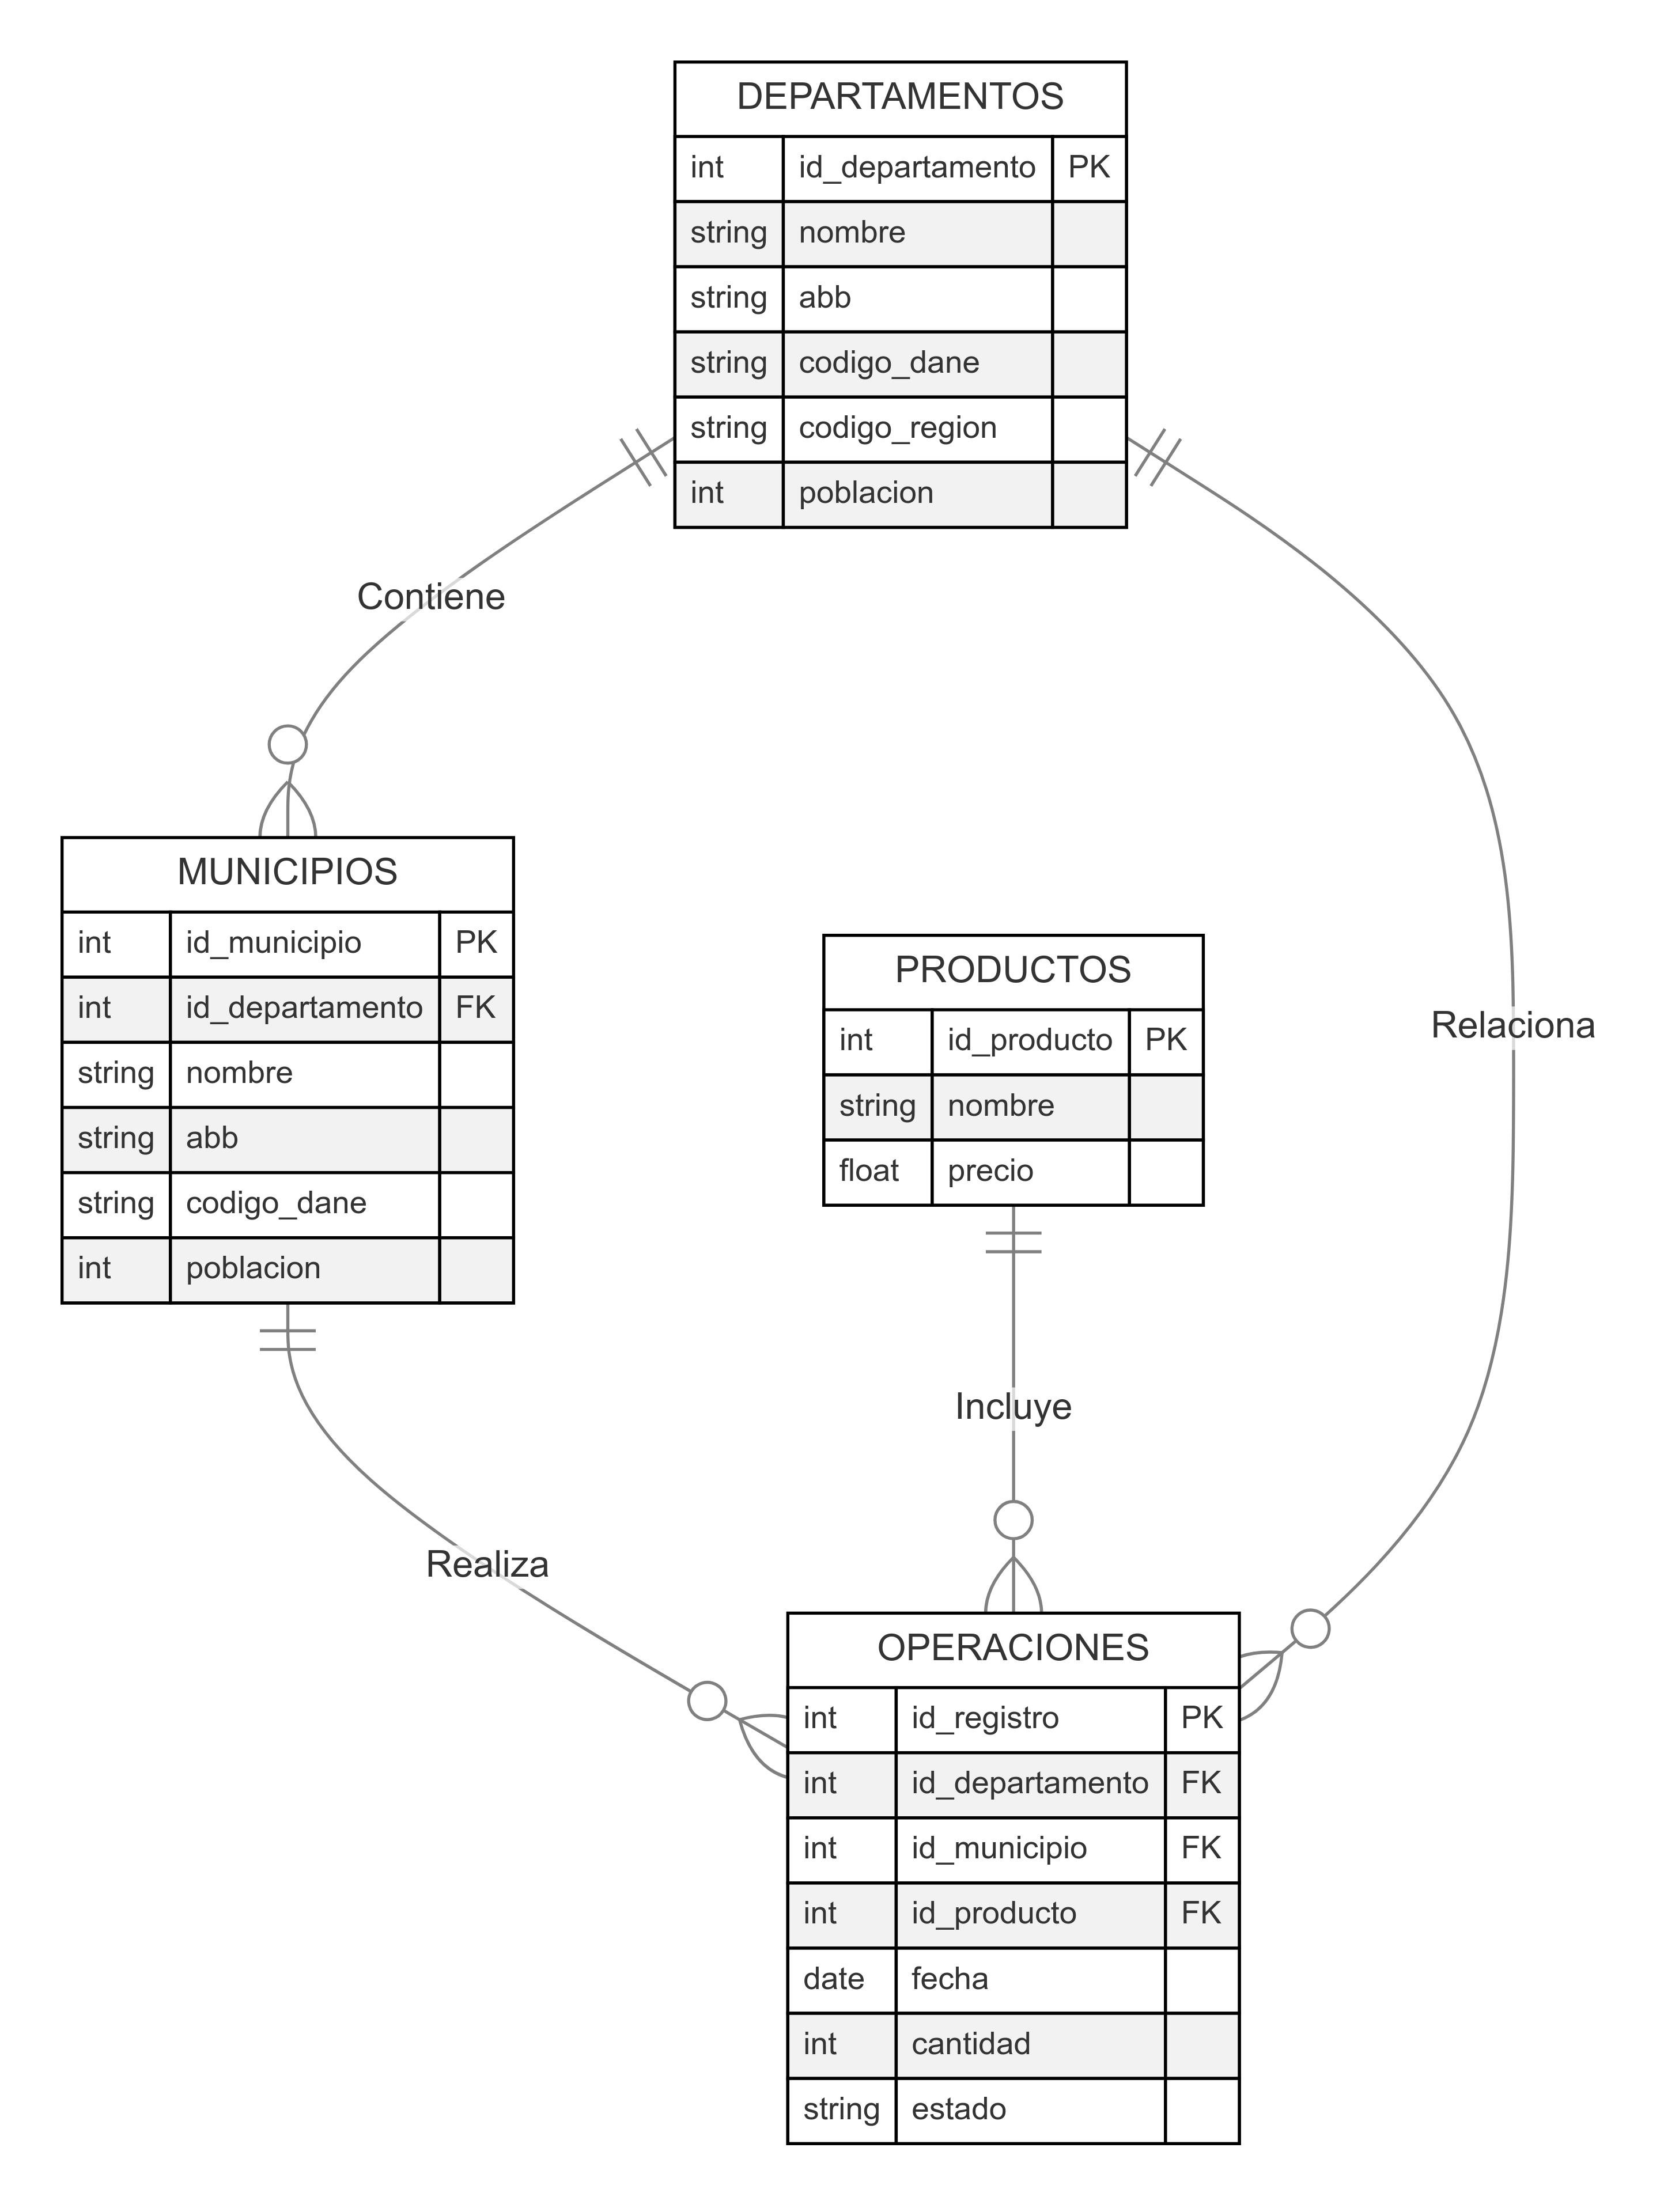 DEPARTAMENTOS
int id_departamento PK
string nombre
string abb
string codigo_dane
string codigo_region
int poblacion
Contiene
MUNICIPIOS
int id_municipio PK
int id_departamento FK
string nombre
string abb
string codigo_dane
int poblacion
PRODUCTOS
int id_producto PK
string nombre
float precio
Relaciona
Incluye
Realiza
OPERACIONES
int id_registro PK
int id_departamento FK
int id_municipio FK
int id_producto FK
date fecha
int cantidad
string estado